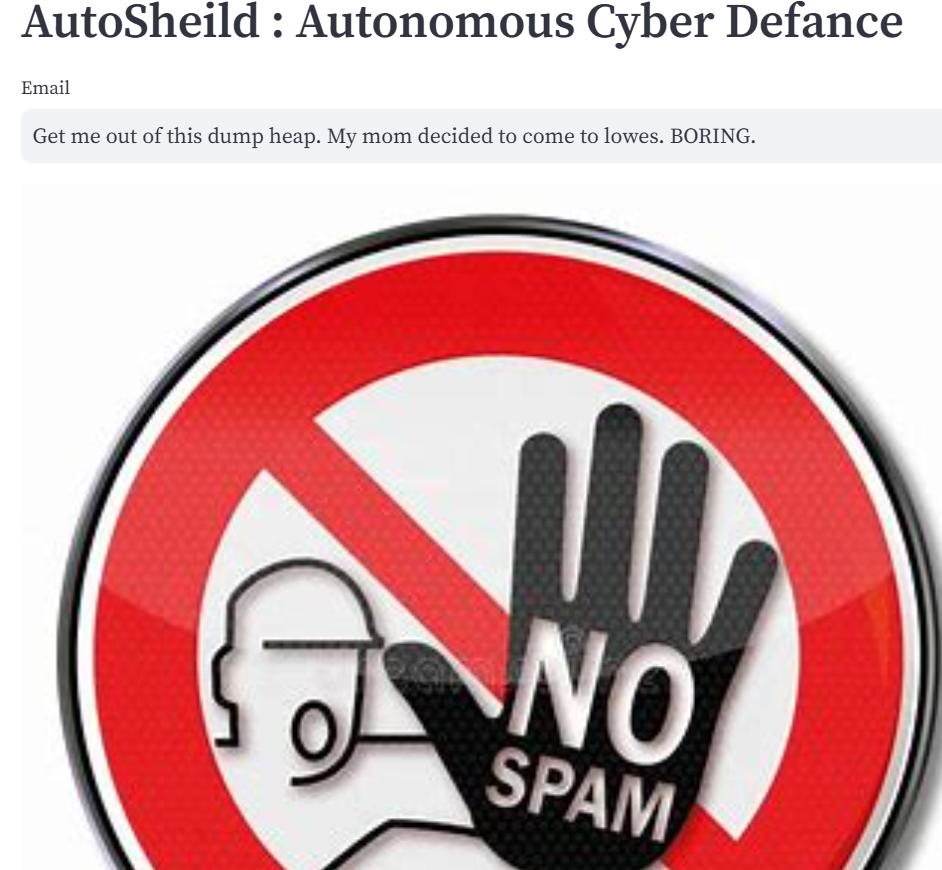 AutoSheild : Autonomous Cyber Defance
Email
Get me out of this dump heap. My mom decided to come to lowes. BORING.
NO
SPAM